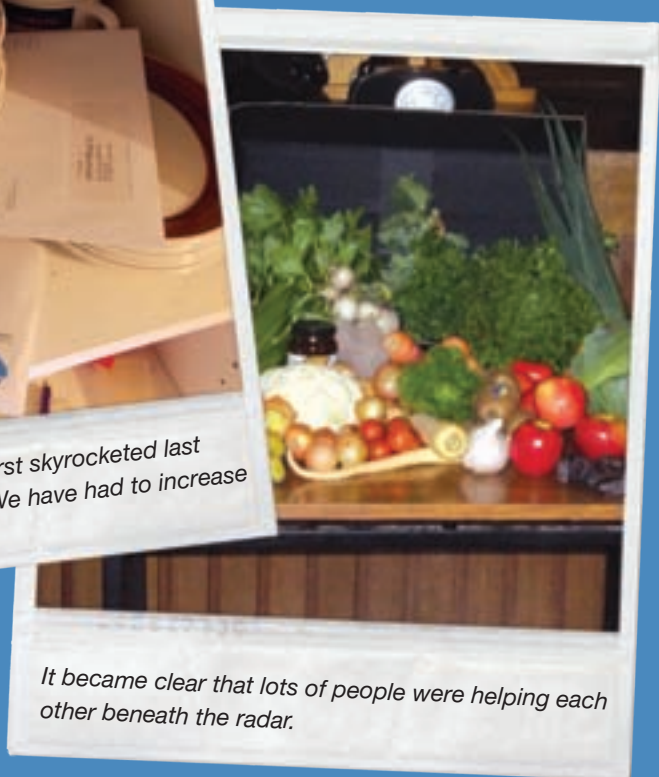 rst skyrocketed last
We have had to increase
It became clear that lots of people were helping each
other beneath the radar.